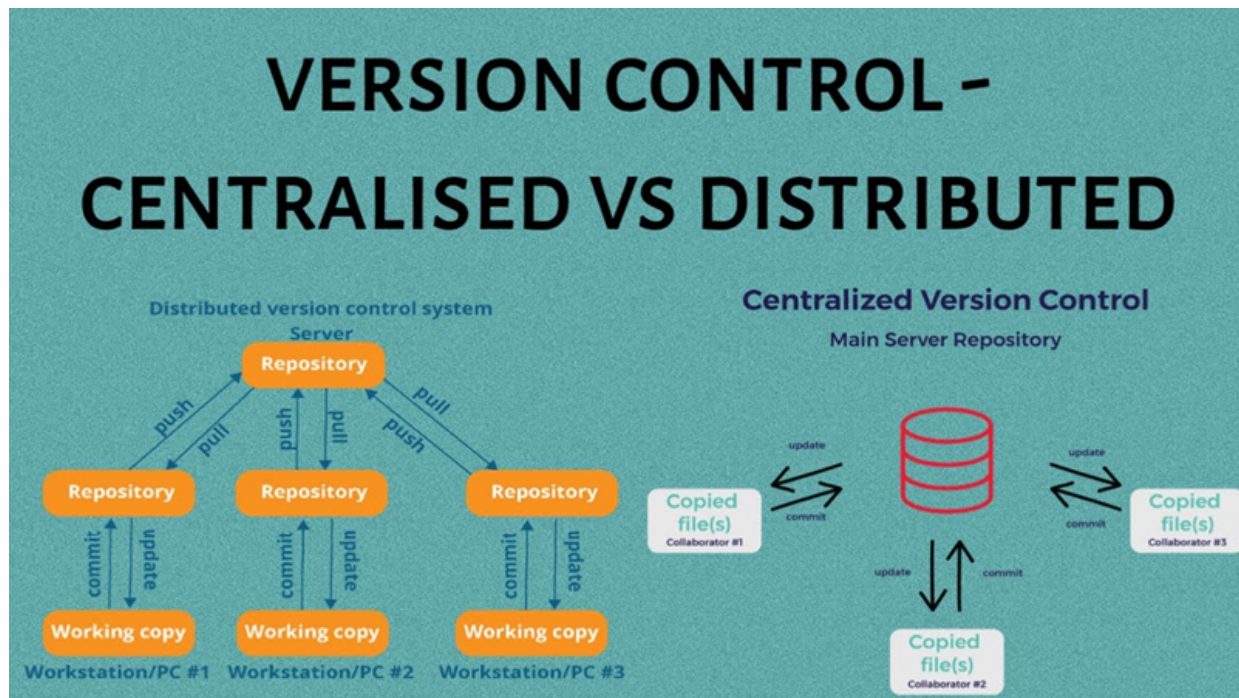 VERSION CONTROL -
CENTRALISED VS DISTRIBUTED
Distributed version control system
Server
Repository
push
pull
push
pull
pull
push
Repository
Repository
Repository
commit
update
commit
update
commit
update
Working copy
Working copy
Working copy
Workstation/PC #1
Workstation/PC #2
Workstation/PC #3
Centralized Version Control
Main Server Repository
update
commit
Copied
file(s)
Collaborator #1
update
commit
Copied
file(s)
Collaborator #3
update
commit
Copied
file(s)
Collaborator #2